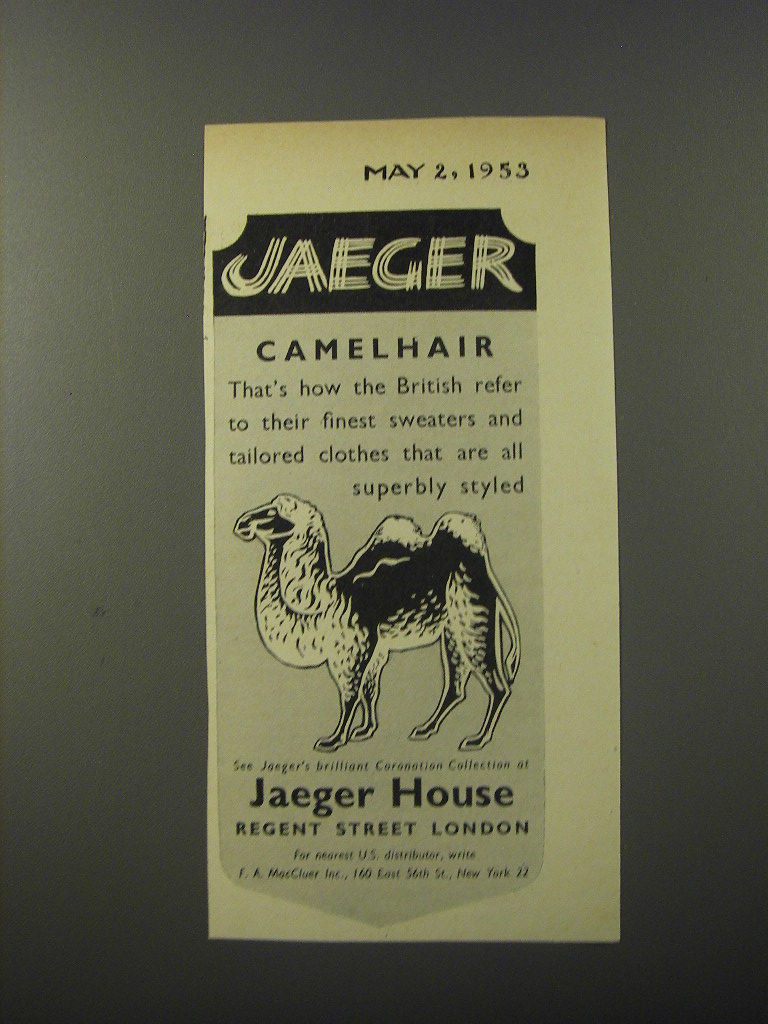 MAY 2, 1953
JAEGER
CAMELHAIR
That's how the British refer
to their finest sweaters and
tailored clothes that are all
superbly styled
See Jaeger's brilliant Coronation Collection at
Jaeger House
REGENT STREET LONDON
For nearest U.S. distributor, write
F. A. MacCluer Inc., 160 East 56th St., New York 22